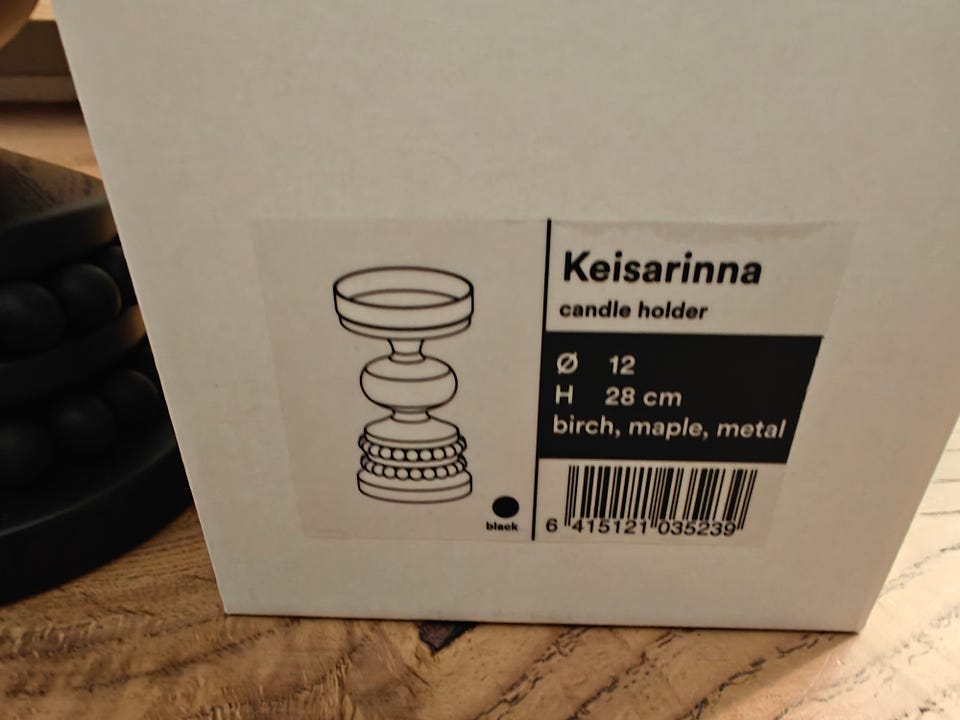 Keisarinna
candle holder
Ø 12
H 28 cm
birch, maple, metal
black
6 415121 035239